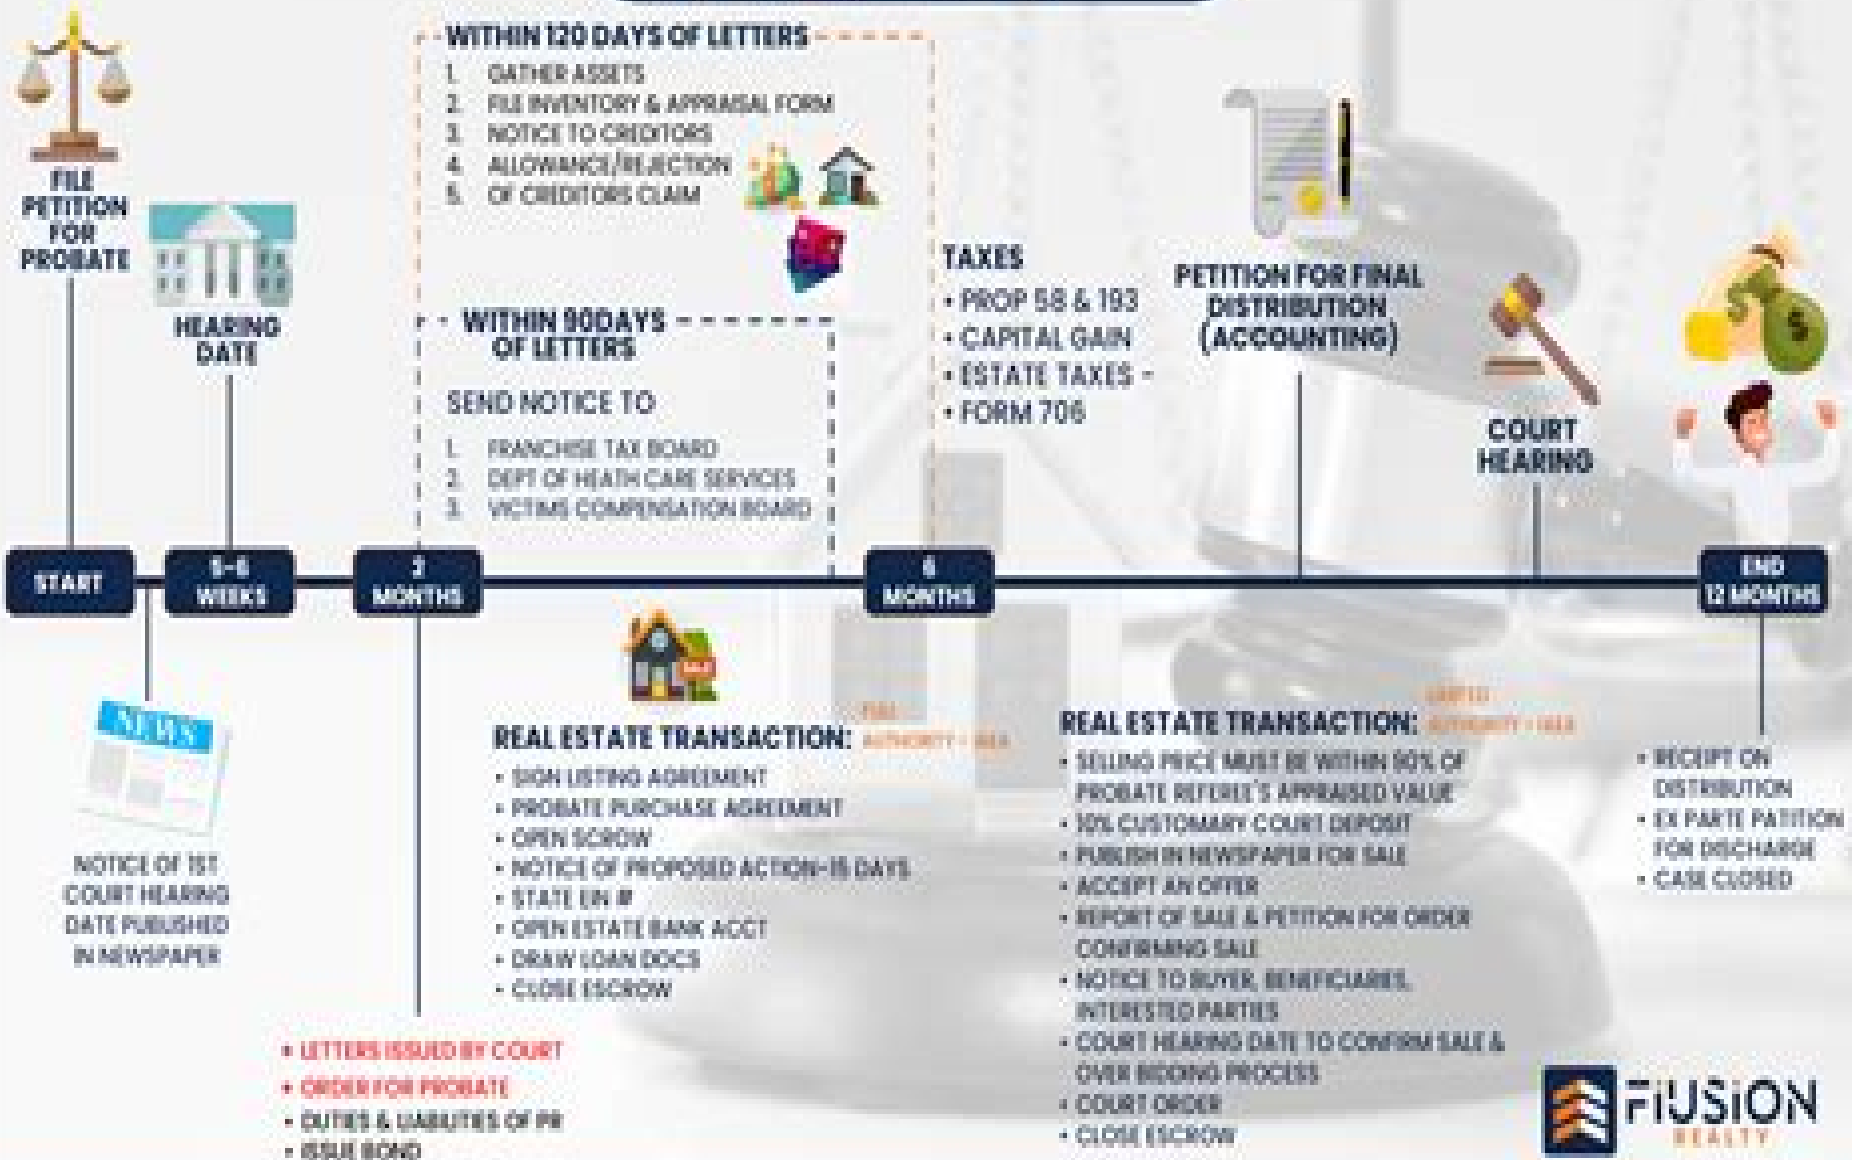 FILE
PETITION
FOR
PROBATE
HEARING
DATE
WITHIN 120 DAYS OF LETTERS
1. GATHER ASSETS
2. FILE INVENTORY & APPRAISAL FORM
3. NOTICE TO CREDITORS
4. ALLOWANCE/REJECTION
5. OF CREDITORS CLAIM
WITHIN 90DAYS
OF LETTERS
SEND NOTICE TO
1. FRANCHISE TAX BOARD
2. DEPT OF HEATH CARE SERVICES
3. VICTIMS COMPENSATION BOARD
TAXES
• PROP 58 & 193
• CAPITAL GAIN
• ESTATE TAXES -
• FORM 706
PETITION FOR FINAL
DISTRIBUTION
(ACCOUNTING)
COURT
HEARING
$
START
5-6
WEEKS
2
MONTHS
6
MONTHS
END
12 MONTHS
NEWS
NOTICE OF 1ST
COURT HEARING
DATE PUBLISHED
IN NEWSPAPER
• LETTERS ISSUED BY COURT
• ORDER FOR PROBATE
• DUTIES & LIABILITIES OF PR
• ISSUE BOND
REAL ESTATE TRANSACTION:
FULL
AUTHORITY - IAEA
• SIGN LISTING AGREEMENT
• PROBATE PURCHASE AGREEMENT
• OPEN SCROW
• NOTICE OF PROPOSED ACTION-15 DAYS
• STATE EIN #
• OPEN ESTATE BANK ACCT
• DRAW LOAN DOCS
• CLOSE ESCROW
REAL ESTATE TRANSACTION:
LIMITED
AUTHORITY - IAEA
• SELLING PRICE MUST BE WITHIN 90% OF
PROBATE REFEREE'S APPRAISED VALUE
• 10% CUSTOMARY COURT DEPOSIT
• PUBLISH IN NEWSPAPER FOR SALE
• ACCEPT AN OFFER
• REPORT OF SALE & PETITION FOR ORDER
CONFIRMING SALE
• NOTICE TO BUYER, BENEFICIARIES,
INTERESTED PARTIES
• COURT HEARING DATE TO CONFIRM SALE &
OVER BIDDING PROCESS
• COURT ORDER
• CLOSE ESCROW
• RECEIPT ON
DISTRIBUTION
• EX PARTE PATITION
FOR DISCHARGE
• CASE CLOSED
FiUSiON
REALTY